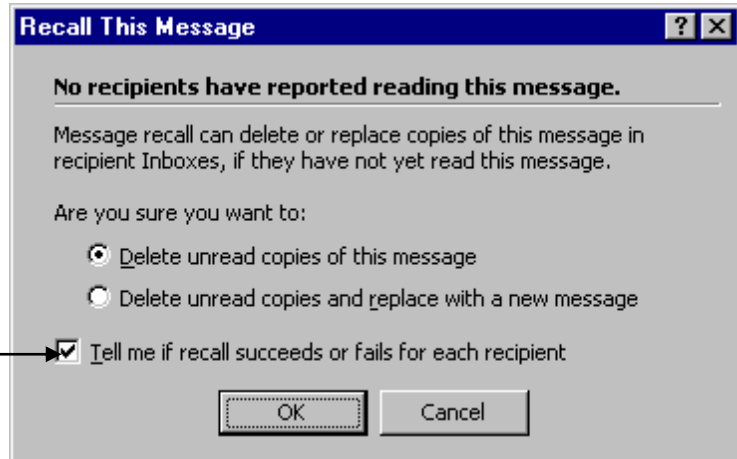 Recall This Message
No recipients have reported reading this message.
Message recall can delete or replace copies of this message in
recipient Inboxes, if they have not yet read this message.
Are you sure you want to:
Delete unread copies of this message
Delete unread copies and replace with a new message
Tell me if recall succeeds or fails for each recipient
OK Cancel